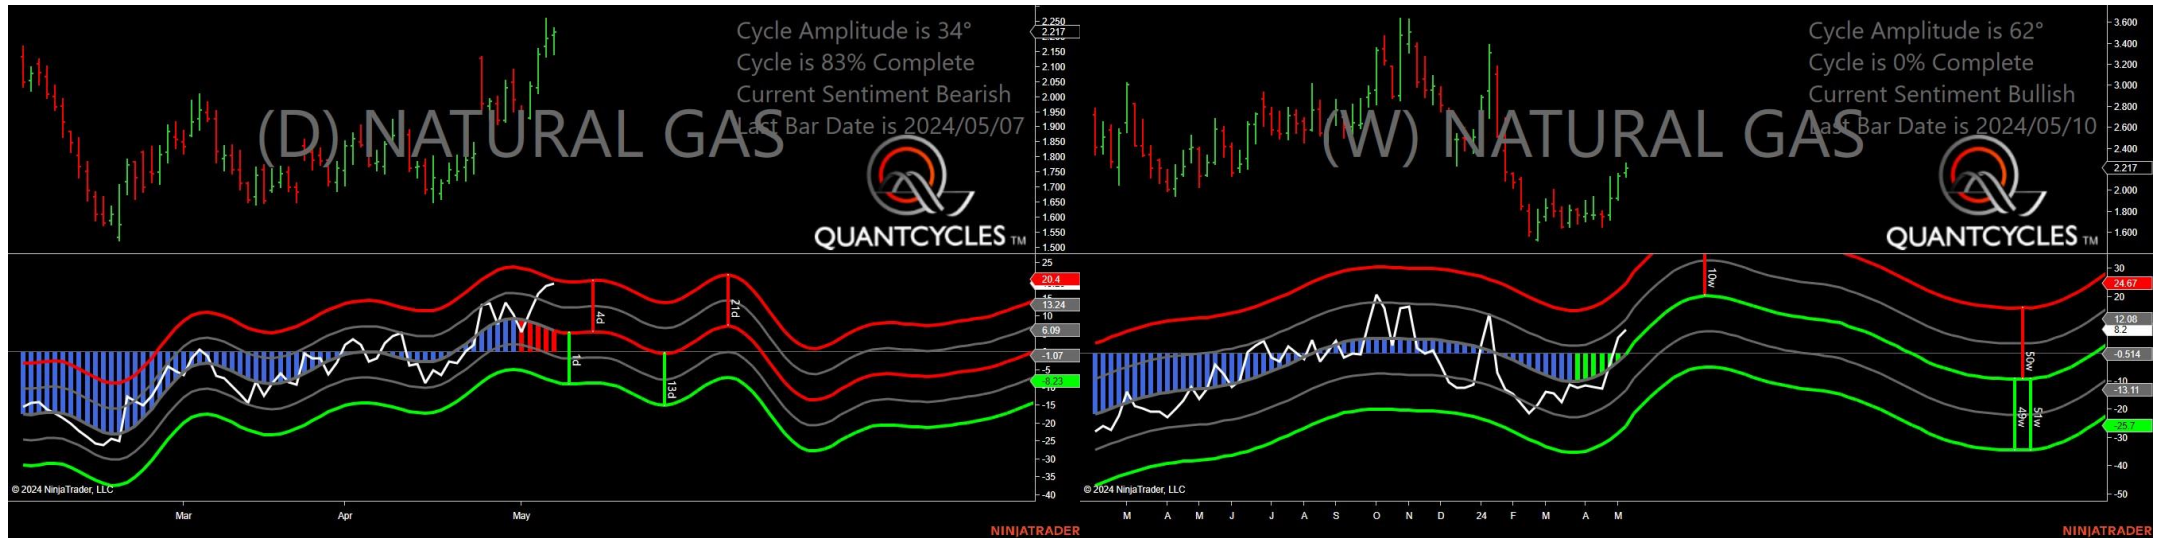 Cycle Amplitude is 34°
Cycle is 83% Complete
Current Sentiment Bearish
Last Bar Date is 2024/05/07
(D) NATURAL GAS
QUANTCYCLES TM
2.250
2.217
2.150
2.100
2.050
2.000
1.950
1.900
1.850
1.800
1.750
1.700
1.650
1.600
1.550
1.500
25
20.4
15
13.24
10
6.09
-1.07
-5
-8.23
-10
-15
-20
-25
-30
-35
-40
4d
21d
1d
13d
© 2024 NinjaTrader, LLC
Mar Apr May
NINJATRADER
Cycle Amplitude is 62°
Cycle is 0% Complete
Current Sentiment Bullish
Last Bar Date is 2024/05/10
(W) NATURAL GAS
QUANTCYCLES TM
3.600
3.400
3.200
3.000
2.800
2.600
2.400
2.217
2.000
1.800
1.600
30
24.67
20
12.08
8.2
-0.514
-10
-13.11
-20
-25.7
-30
-40
-50
10w
50w
49w
51w
© 2024 NinjaTrader, LLC
M A M J J A S O N D 24 F M A M
NINJATRADER